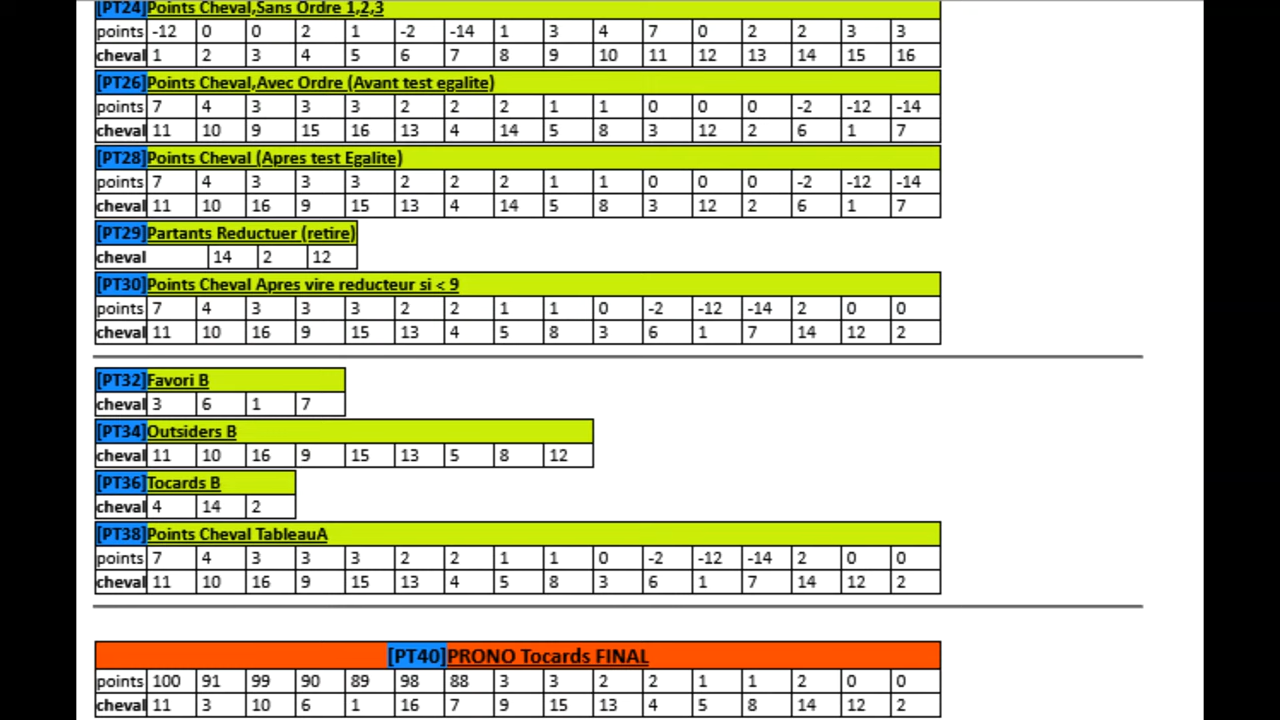 [PT24]Points Cheval,Sans Ordre 1,2,3
points -12 0 0 2 1 -2 -14 1 3 4 7 0 2 2 3 3
cheval 1 2 3 4 5 6 7 8 9 10 11 12 13 14 15 16
[PT26]Points Cheval,Avec Ordre (Avant test egalite)
points 7 4 3 3 3 2 2 2 1 1 0 0 0 -2 -12 -14
cheval 11 10 9 15 16 13 4 14 5 8 3 12 2 6 1 7
[PT28]Points Cheval (Apres test Egalite)
points 7 4 3 3 3 2 2 2 1 1 0 0 0 -2 -12 -14
cheval 11 10 16 9 15 13 4 14 5 8 3 12 2 6 1 7
[PT29]Partants Reductuer (retire)
cheval 14 2 12
[PT30]Points Cheval Apres vire reducteur si < 9
points 7 4 3 3 3 2 2 1 1 0 -2 -12 -14 2 0 0
cheval 11 10 16 9 15 13 4 5 8 3 6 1 7 14 12 2
[PT32]Favori B
cheval 3 6 1 7
[PT34]Outsiders B
cheval 11 10 16 9 15 13 5 8 12
[PT36]Tocards B
cheval 4 14 2
[PT38]Points Cheval TableauA
points 7 4 3 3 3 2 2 1 1 0 -2 -12 -14 2 0 0
cheval 11 10 16 9 15 13 4 5 8 3 6 1 7 14 12 2
[PT40]PRONO Tocards FINAL
points 100 91 99 90 89 98 88 3 3 2 2 1 1 2 0 0
cheval 11 3 10 6 1 16 7 9 15 13 4 5 8 14 12 2